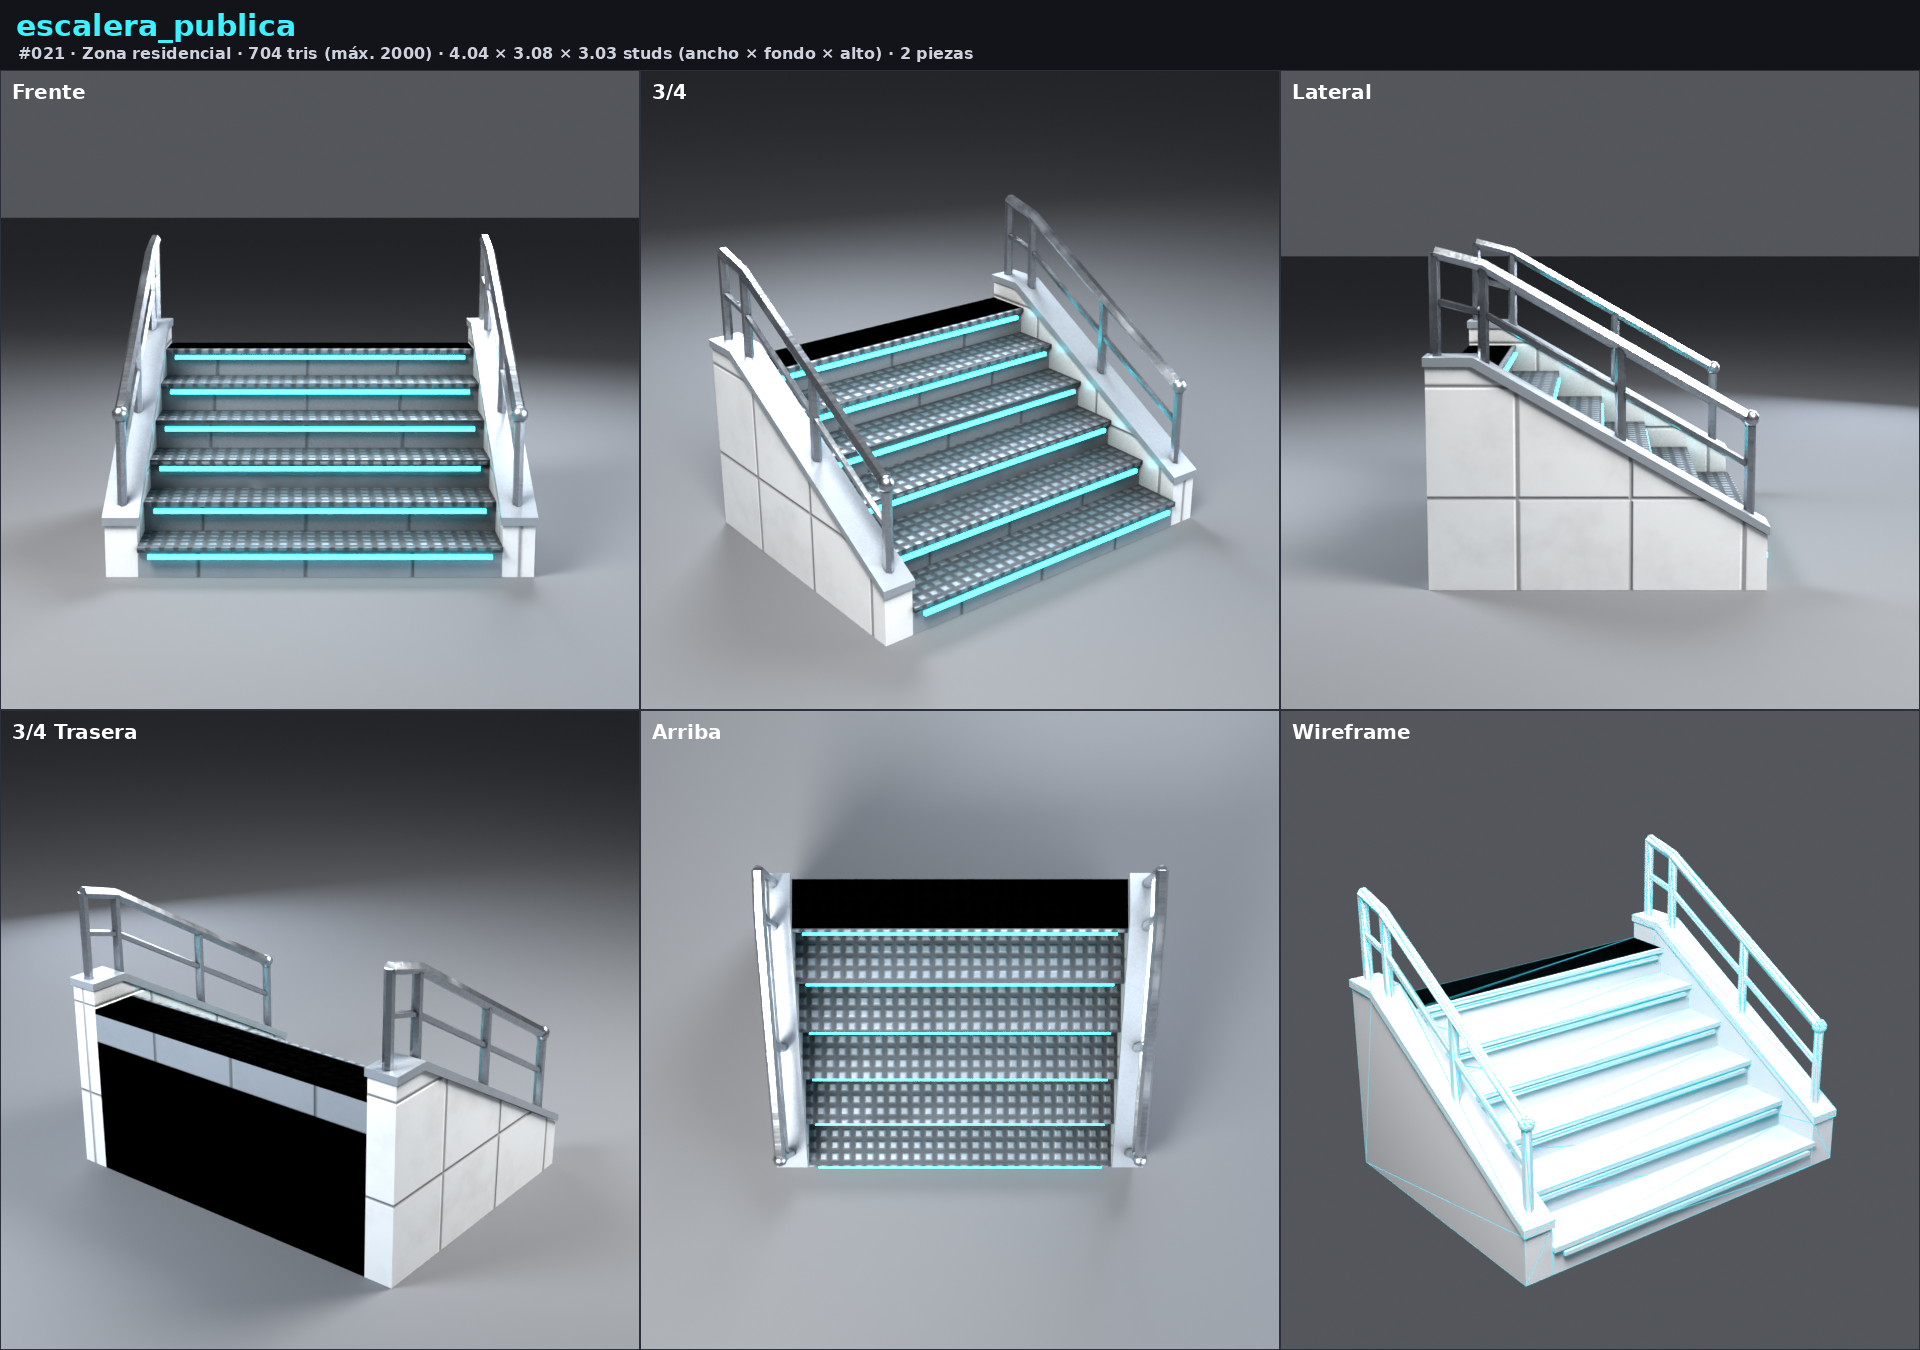 escalera_publica
#021 · Zona residencial · 704 tris (máx. 2000) · 4.04 × 3.08 × 3.03 studs (ancho × fondo × alto) · 2 piezas
Frente
3/4
Lateral
3/4 Trasera
Arriba
Wireframe